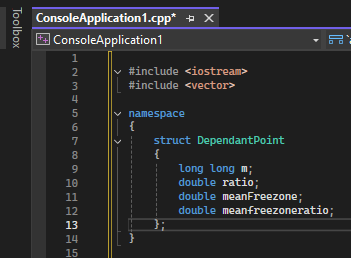 Toolbox
ConsoleApplication1.cpp*
ConsoleApplication1
1
2 #include <iostream>
3 #include <vector>
4
5 namespace
6 {
7 struct DependantPoint
8 {
9 long long m;
10 double ratio;
11 double meanFreezone;
12 double meanfreezoneratio;
13 };
14 }
15